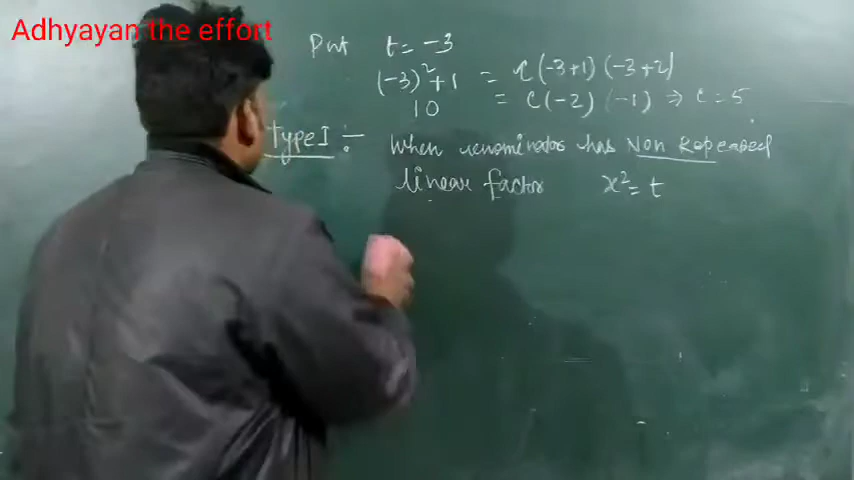 Adhyayan the effort
Put t = -3
(-3)²+1 = C(-3+1)(-3+2)
10 = C(-2)(-1) ⇒ C = 5
type I :- When denominator has Non Repeated
linear factor x² = t